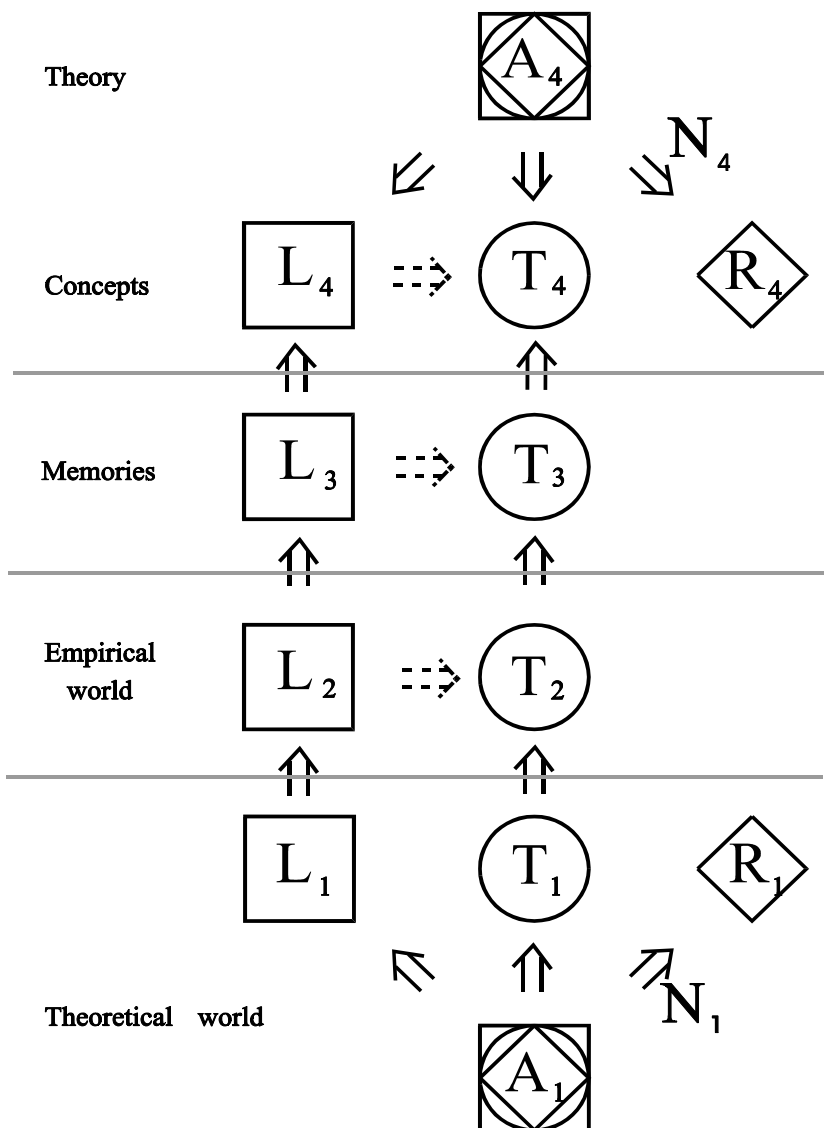 A₄
Theory
N₄
L₄
T₄
R₄
Concepts
L₃
T₃
Memories
Empirical
world
L₂
T₂
L₁
T₁
R₁
N₁
Theoretical world
A₁